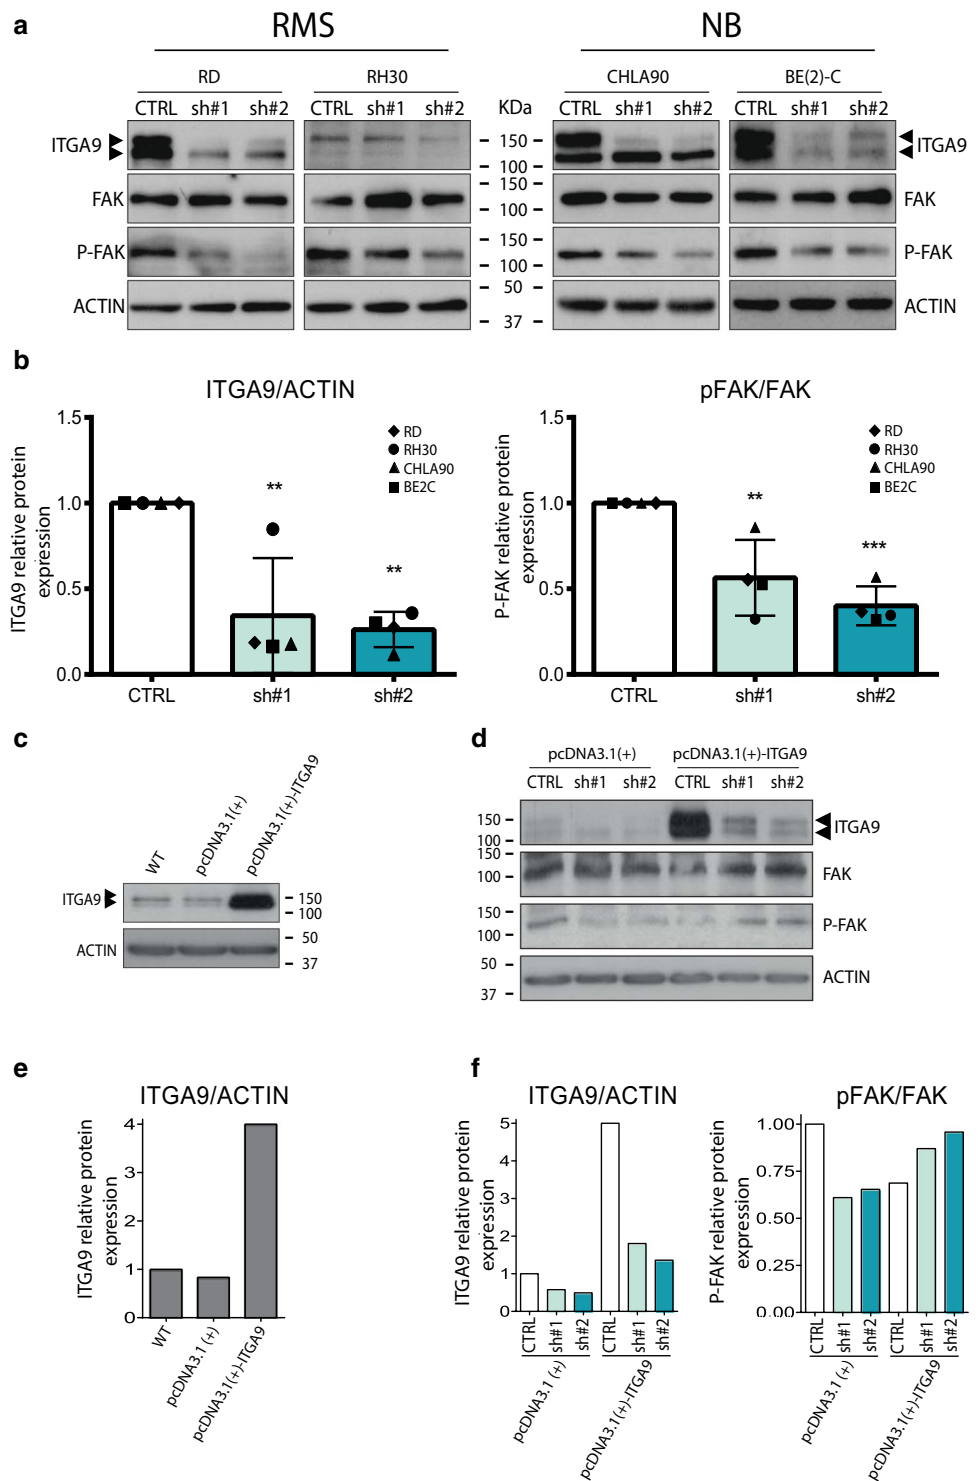 a
RMS NB
RD RH30 CHLA90 BE(2)-C
CTRL sh#1 sh#2 CTRL sh#1 sh#2 KDa CTRL sh#1 sh#2 CTRL sh#1 sh#2
ITGA9 150 100 ITGA9
FAK 150 100 FAK
P-FAK 150 100 P-FAK
ACTIN 50 37 ACTIN
b
ITGA9/ACTIN
ITGA9 relative protein
expiression
1.5
1.0
0.5
0.0
** **
RD
RH30
CHLA90
BE2C
CTRL sh#1 sh#2
pFAK/FAK
P-FAK relative protein
expression
1.5
1.0
0.5
0.0
** ***
RD
RH30
CHLA90
BE2C
CTRL sh#1 sh#2
c
WT pcDNA3.1(+) pcDNA3.1(+)-ITGA9
ITGA9 150
100
ACTIN 50
37
d
pcDNA3.1(+) pcDNA3.1(+)-ITGA9
CTRL sh#1 sh#2 CTRL sh#1 sh#2
150 ITGA9
100
150
100 FAK
150 P-FAK
100
50 ACTIN
37
e
ITGA9/ACTIN
ITGA9 relative protein
expression
4
2
1
0
WT pcDNA3.1(+) pcDNA3.1(+)-ITGA9
f
ITGA9/ACTIN
ITGA9 relative protein
expression
5
4
3
2
1
0
CTRL sh#1 sh#2 CTRL sh#1 sh#2
pcDNA3.1 (+) pcDNA3.1(+)-ITGA9
pFAK/FAK
P-FAK relative protein
expression
1.00
0.75
0.50
0.25
0.00
CTRL sh#1 sh#2 CTRL sh#1 sh#2
pcDNA3.1 (+) pcDNA3.1(+)-ITGA9